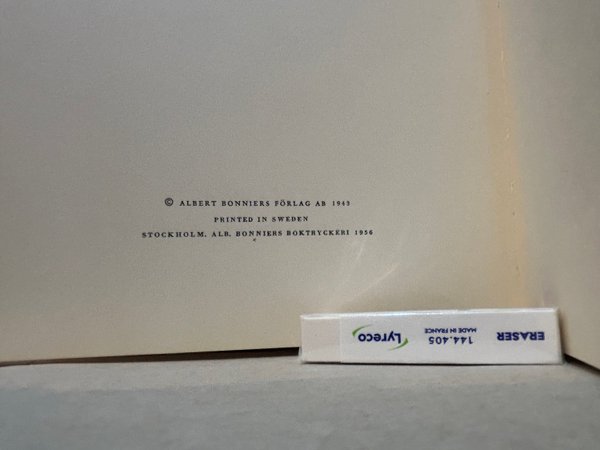 © ALBERT BONNIERS FÖRLAG AB 1943
PRINTED IN SWEDEN
STOCKHOLM. ALB. BONNIERS BOKTRYCKERI 1956
ERASER
MADE IN FRANCE
144.405
Lyreco